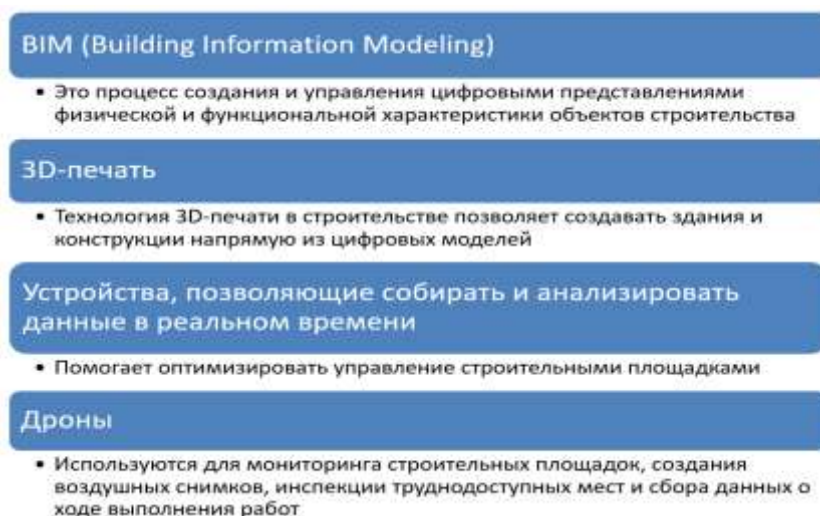 BIM (Building Information Modeling)
• Это процесс создания и управления цифровыми представлениями
физической и функциональной характеристики объектов строительства
3D-печать
• Технология 3D-печати в строительстве позволяет создавать здания и
конструкции напрямую из цифровых моделей
Устройства, позволяющие собирать и анализировать
данные в реальном времени
• Помогает оптимизировать управление строительными площадками
Дроны
• Используются для мониторинга строительных площадок, создания
воздушных снимков, инспекции труднодоступных мест и сбора данных о
ходе выполнения работ